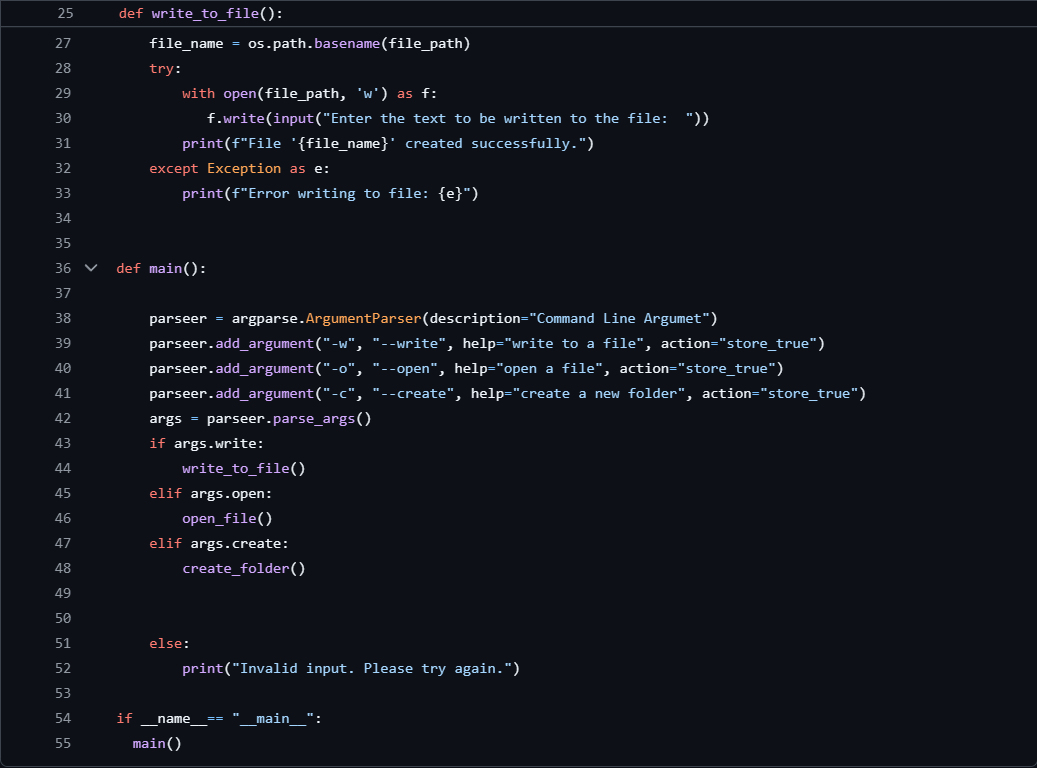 25 def write_to_file():
27 file_name = os.path.basename(file_path)
28 try:
29 with open(file_path, 'w') as f:
30 f.write(input("Enter the text to be written to the file:  "))
31 print(f"File '{file_name}' created successfully.")
32 except Exception as e:
33 print(f"Error writing to file: {e}")
34
35
36 def main():
37
38 parseer = argparse.ArgumentParser(description="Command Line Argumet")
39 parseer.add_argument("-w", "--write", help="write to a file", action="store_true")
40 parseer.add_argument("-o", "--open", help="open a file", action="store_true")
41 parseer.add_argument("-c", "--create", help="create a new folder", action="store_true")
42 args = parseer.parse_args()
43 if args.write:
44 write_to_file()
45 elif args.open:
46 open_file()
47 elif args.create:
48 create_folder()
49
50
51 else:
52 print("Invalid input. Please try again.")
53
54 if __name__== "__main__":
55 main()